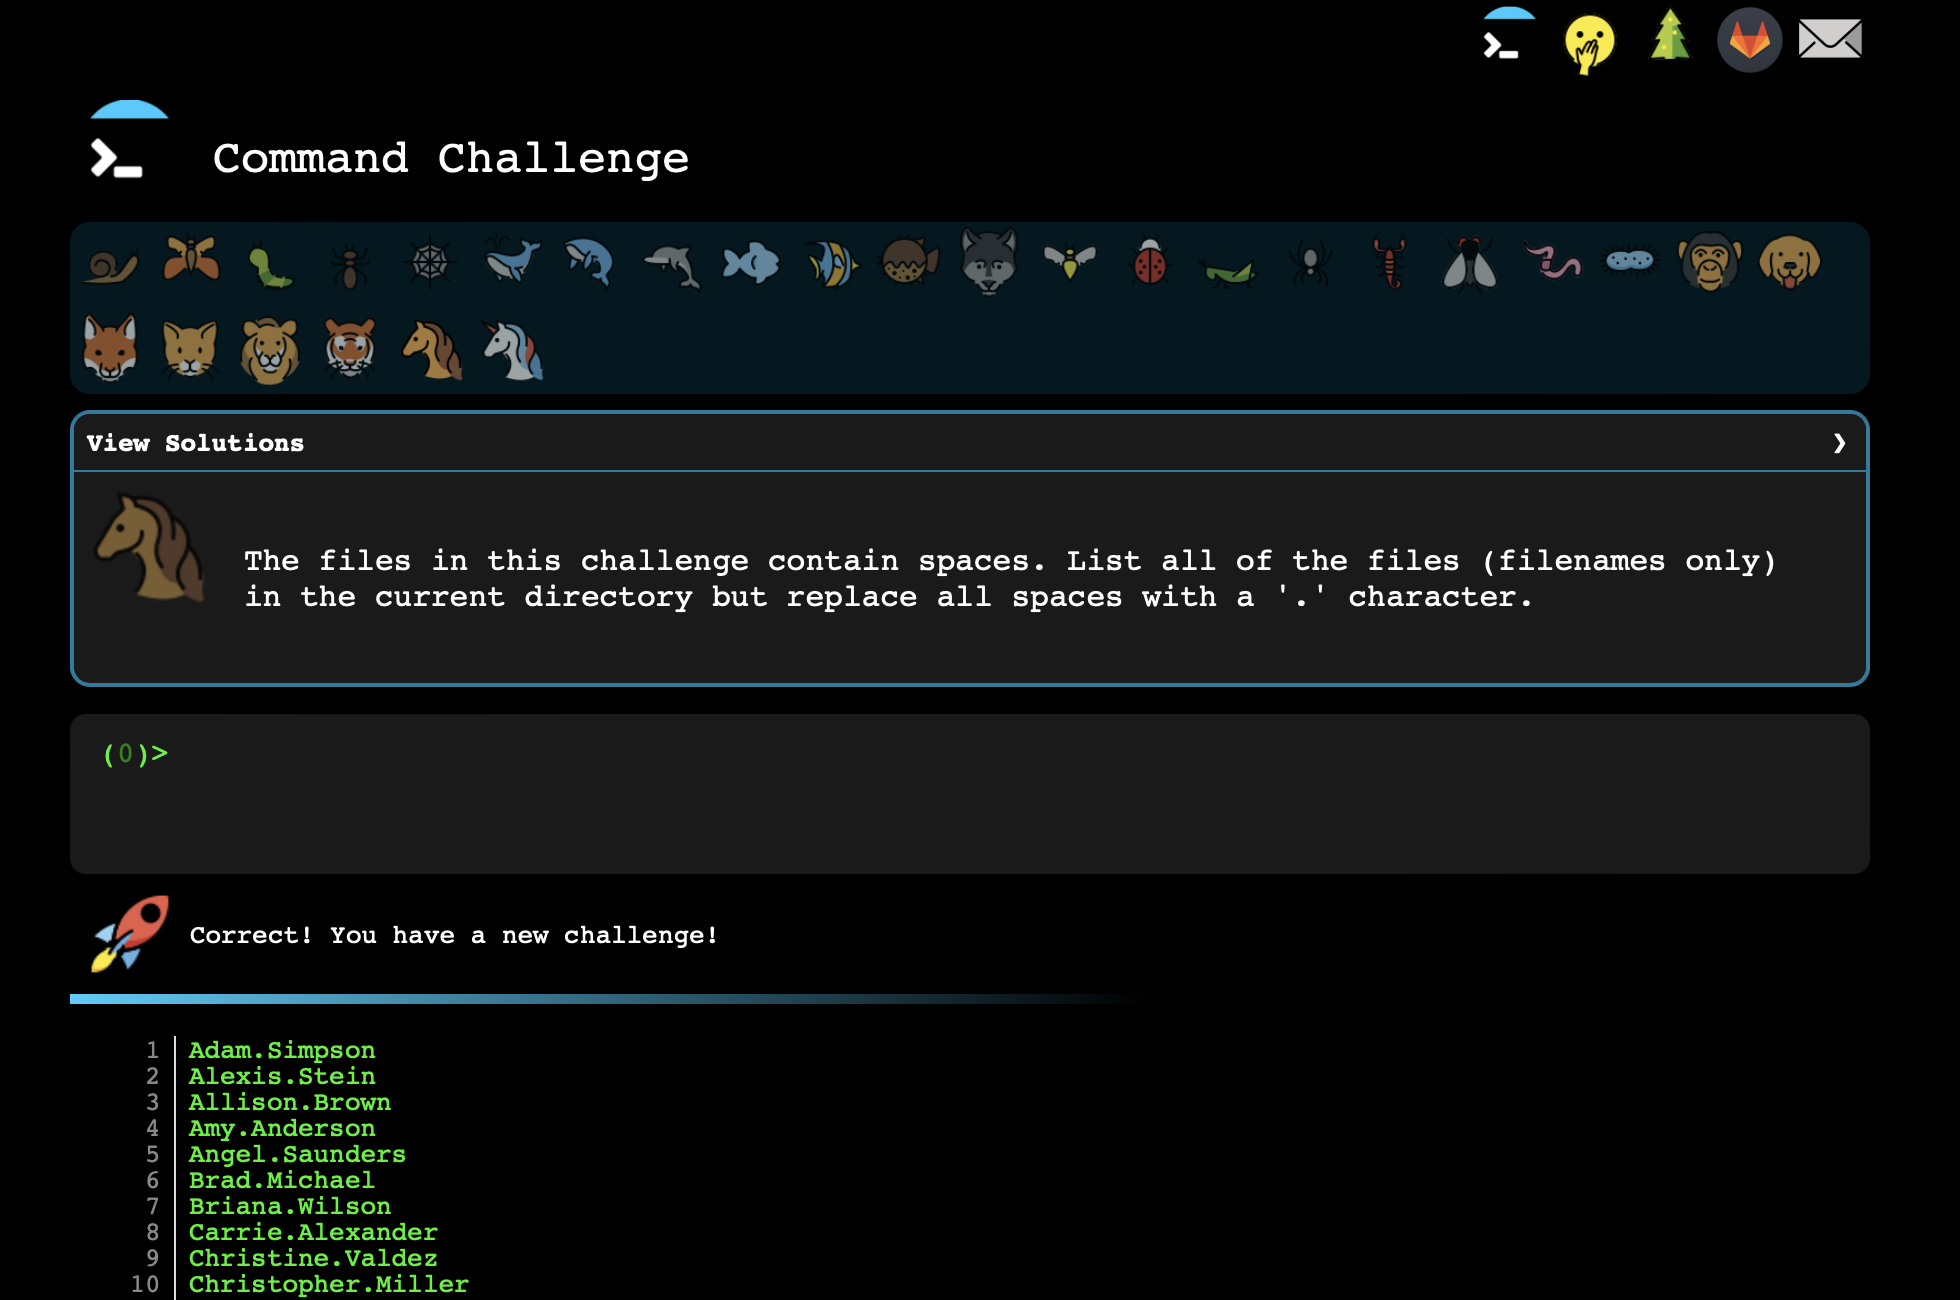 Command Challenge
View Solutions
The files in this challenge contain spaces. List all of the files (filenames only)
in the current directory but replace all spaces with a '.' character.
(0)>
Correct! You have a new challenge!
1 Adam.Simpson
2 Alexis.Stein
3 Allison.Brown
4 Amy.Anderson
5 Angel.Saunders
6 Brad.Michael
7 Briana.Wilson
8 Carrie.Alexander
9 Christine.Valdez
10 Christopher.Miller